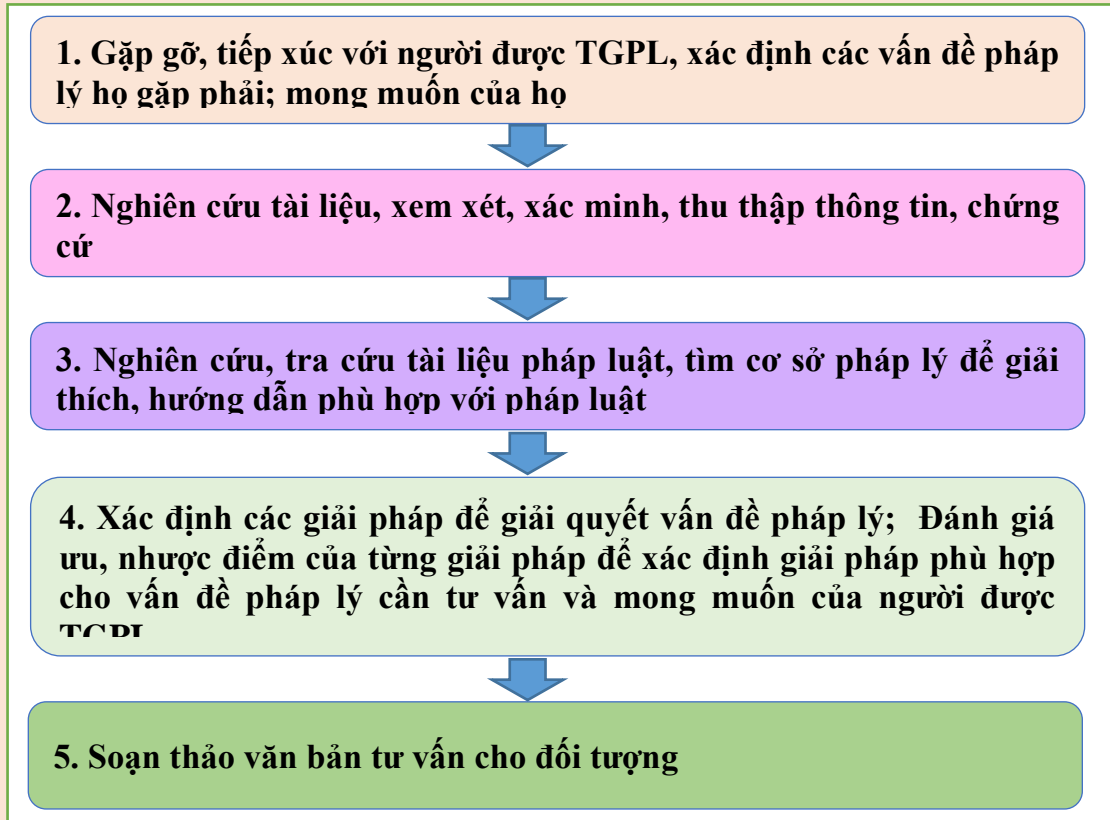 1. Gặp gỡ, tiếp xúc với người được TGPL, xác định các vấn đề pháp
lý họ gặp phải; mong muốn của họ
2. Nghiên cứu tài liệu, xem xét, xác minh, thu thập thông tin, chứng
cứ
3. Nghiên cứu, tra cứu tài liệu pháp luật, tìm cơ sở pháp lý để giải
thích, hướng dẫn phù hợp với pháp luật
4. Xác định các giải pháp để giải quyết vấn đề pháp lý; Đánh giá
ưu, nhược điểm của từng giải pháp để xác định giải pháp phù hợp
cho vấn đề pháp lý cần tư vấn và mong muốn của người được
TGPL
5. Soạn thảo văn bản tư vấn cho đối tượng